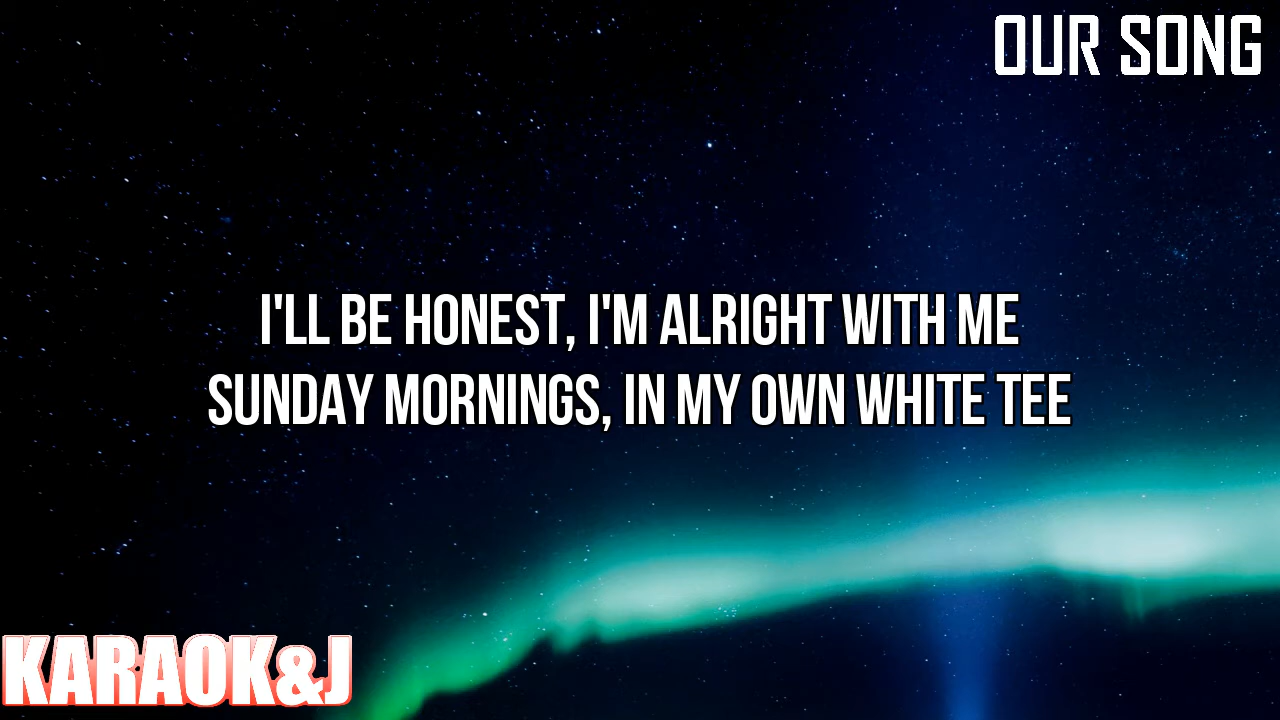 OUR SONG
I'LL BE HONEST, I'M ALRIGHT WITH ME
SUNDAY MORNINGS, IN MY OWN WHITE TEE
KARAOK&J